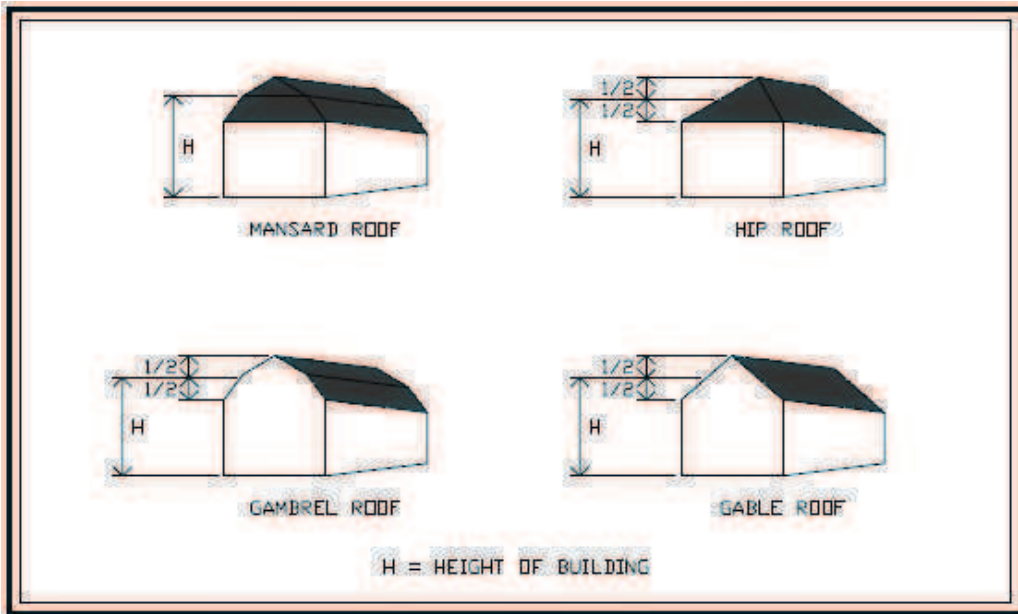 1/2
1/2
H
H
MANSARD ROOF
HIP ROOF
1/2
1/2
1/2
1/2
H
H
GAMBREL ROOF
GABLE ROOF
H = HEIGHT OF BUILDING